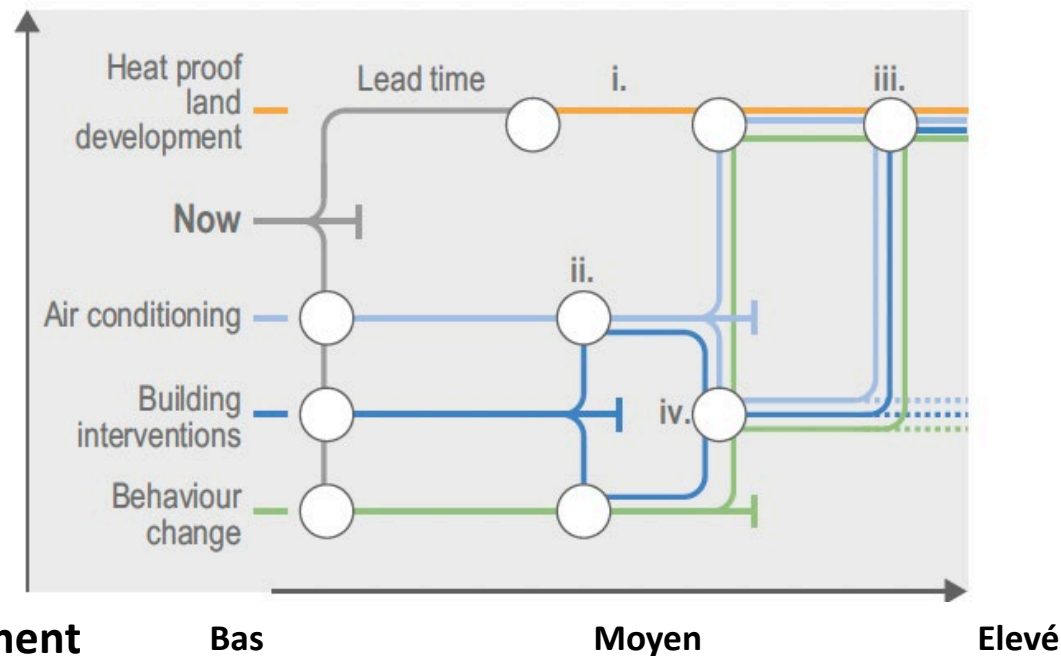 Heat proof
land
development
Lead time
i.
iii.
Now
ii.
Air conditioning
Building
interventions
iv.
Behaviour
change
Bas
Moyen
Elevé